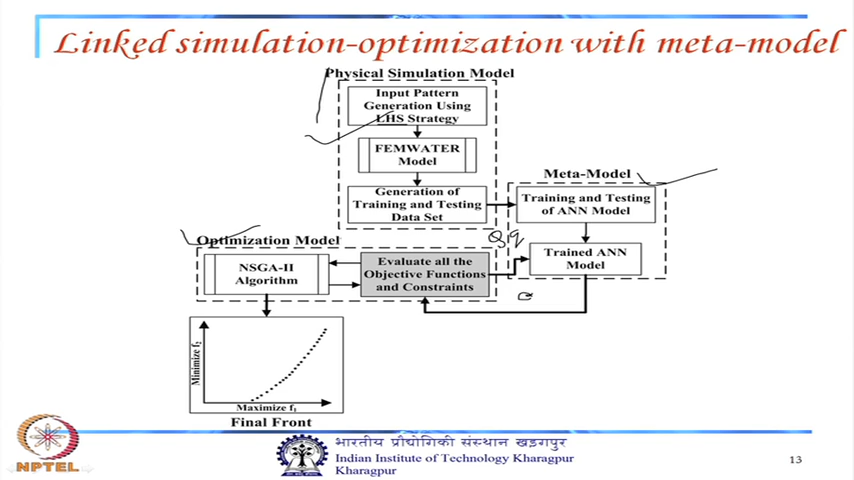 Linked simulation-optimization with meta-model
Physical Simulation Model
Input Pattern
Generation Using
LHS Strategy
FEMWATER
Model
Generation of
Training and Testing
Data Set
Meta-Model
Training and Testing
of ANN Model
Trained ANN
Model
Optimization Model
NSGA-II
Algorithm
Evaluate all the
Objective Functions
and Constraints
Minimize f₂
Maximize f₁
Final Front
NPTEL
भारतीय प्रौद्योगिकी संस्थान खड़गपुर
Indian Institute of Technology Kharagpur
Kharagpur
13